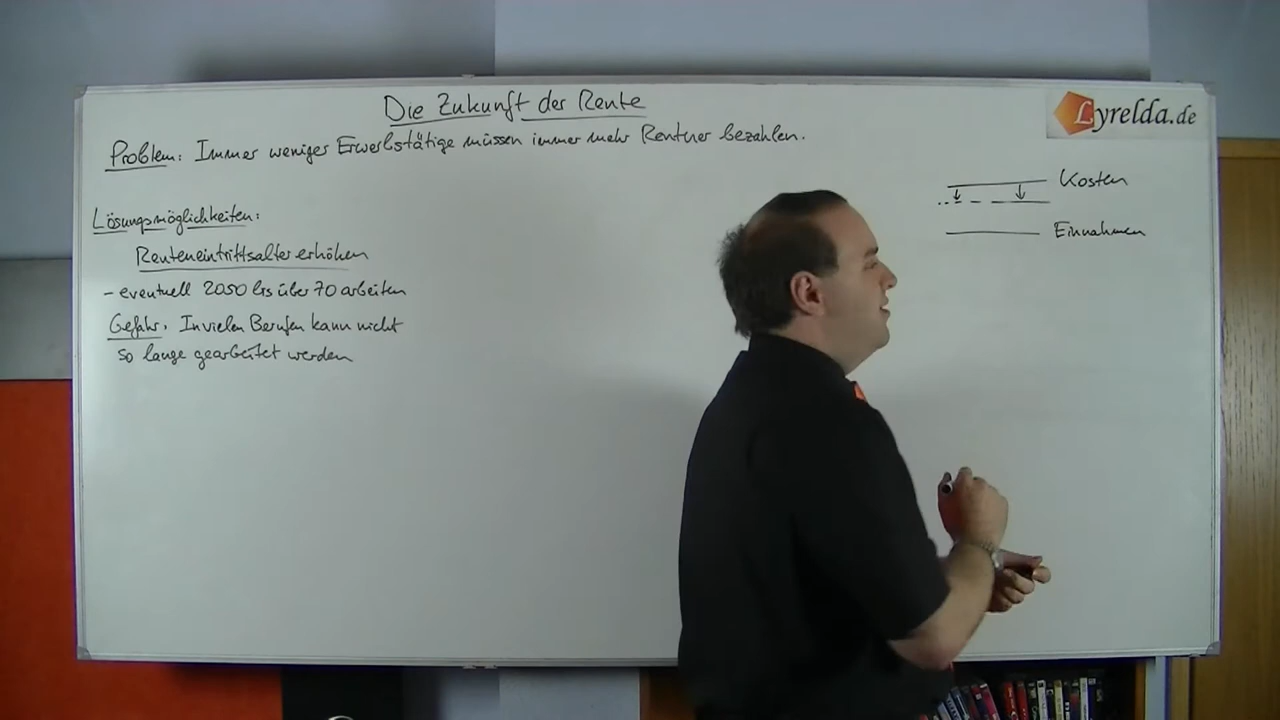 Die Zukunft der Rente
Lyrelda.de
Problem: Immer weniger Erwerbstätige müssen immer mehr Rentner bezahlen.
Kosten
Einnahmen
Lösungsmöglichkeiten:
Renteneintrittsalter erhöhen
- eventuell 2050 bis über 70 arbeiten
Gefahr: In vielen Berufen kann nicht
so lange gearbeitet werden